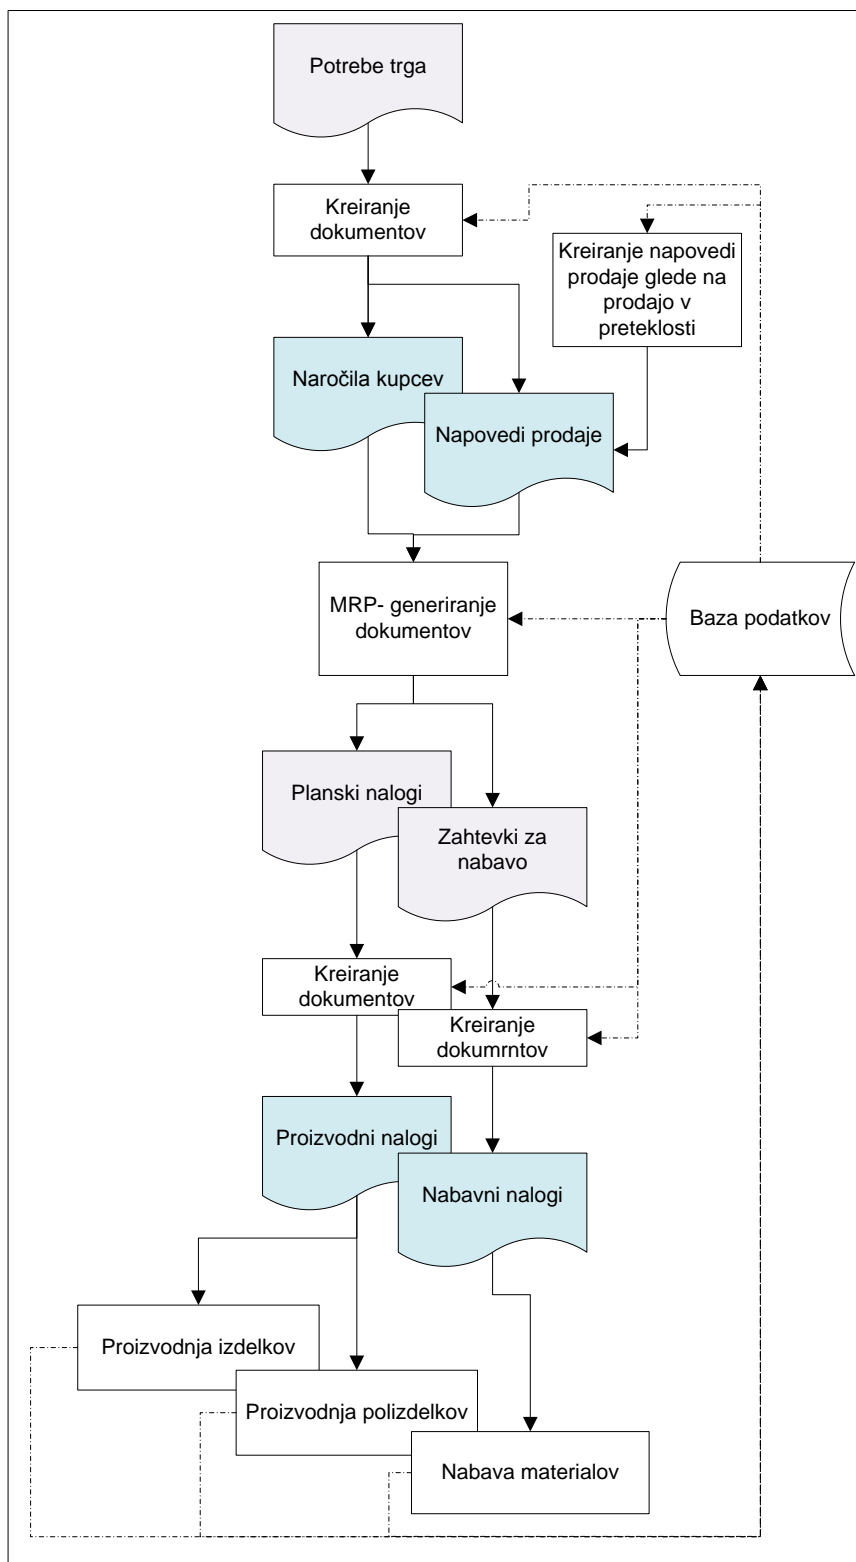 Potrebe trga
Kreiranje
dokumentov
Kreiranje napovedi
prodaje glede na
prodajo v
preteklosti
Naročila kupcev
Napovedi prodaje
MRP- generiranje
dokumentov
Baza podatkov
Planski nalogi
Zahtevki za
nabavo
Kreiranje
dokumentov
Kreiranje
dokumrntov
Proizvodni nalogi
Nabavni nalogi
Proizvodnja izdelkov
Proizvodnja polizdelkov
Nabava materialov